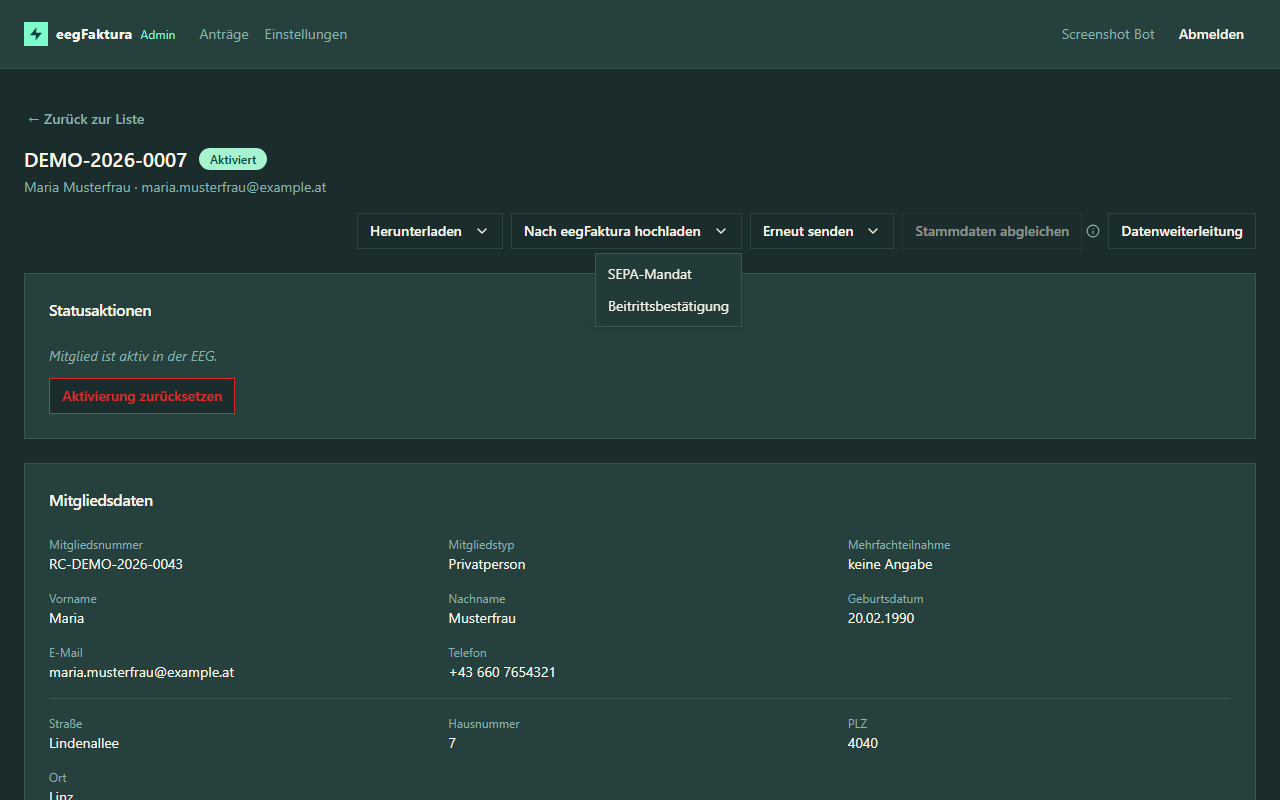 eegFaktura Admin Anträge Einstellungen Screenshot Bot Abmelden
← Zurück zur Liste
DEMO-2026-0007 Aktiviert
Maria Musterfrau · maria.musterfrau@example.at
Herunterladen Nach eegFaktura hochladen Erneut senden Stammdaten abgleichen Datenweiterleitung
SEPA-Mandat
Beitrittsbestätigung
Statusaktionen
Mitglied ist aktiv in der EEG.
Aktivierung zurücksetzen
Mitgliedsdaten
Mitgliedsnummer Mitgliedstyp Mehrfachteilnahme
RC-DEMO-2026-0043 Privatperson keine Angabe
Vorname Nachname Geburtsdatum
Maria Musterfrau 20.02.1990
E-Mail Telefon
maria.musterfrau@example.at +43 660 7654321
Straße Hausnummer PLZ
Lindenallee 7 4040
Ort
Linz